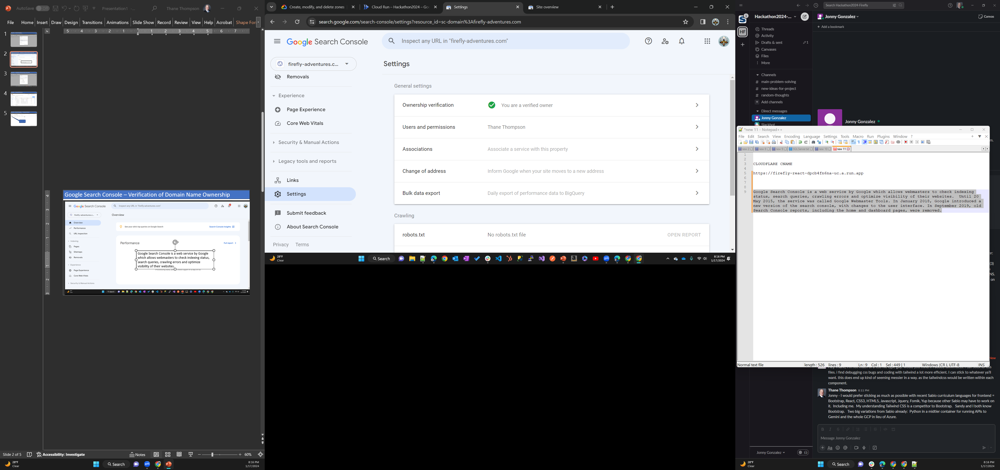 AutoSave Off Presentation1 -... Thane Thompson
File Home Insert Draw Design Transitions Animations Slide Show Record Review View Help Acrobat Shape For
1
2
3
4
5
Google Search Console – Verification of Domain Name Ownership
Google Search Console
Inspect any URL in "firefly-adventures.com"
firefly-adventures.c...
Overview
Overview
Performance
URL inspection
Indexing
Pages
Sitemaps
Removals
Experience
Page Experience
Core Web Vitals
Security & Manual Actions
See your site's top queries on Google Search
Search Console Insights
Performance
Full report
Google Search Console is a web service by Google
which allows webmasters to check indexing status,
search queries, crawling errors and optimize
visibility of their websites.
Slide 2 of 5 Accessibility: Investigate Notes 60%
28°F
Clear
Search
8:16 PM
1/17/2024
Create, modify, and delete zones
Cloud Run – Hackathon2024 – Go
Settings
Site overview
search.google.com/search-console/settings?resource_id=sc-domain%3Afirefly-adventures.com
Google Search Console
Inspect any URL in "firefly-adventures.com"
firefly-adventures.c...
Settings
Removals
Experience
Page Experience
Core Web Vitals
Security & Manual Actions
Legacy tools and reports
Links
Settings
Submit feedback
About Search Console
Privacy Terms
General settings
Ownership verification You are a verified owner
Users and permissions Thane Thompson
Associations Associate a service with this property
Change of address Inform Google when your site moves to a new address
Bulk data export Daily export of performance data to BigQuery
Crawling
robots.txt No robots.txt file OPEN REPORT
28°F
Clear
Search
8:16 PM
1/17/2024
Search Hackathon2024-Firefly
1
HF
Hackathon2024-...
Threads
Activity
Drafts & sent 1
Canvases
Files
More
Channels
# main-problem-solving
# new-ideas-for-project
# random-thoughts
+ Add channels
Direct messages
Jonny Gonzalez
Slackbot
Jonny Gonzalez
Canvas
+ Add a bookmark
Jonny Gonzalez
*new 11 - Notepad++
File Edit Search View Encoding Language Settings Tools Macro Run Plugins Window ?
new 2 new 8 new 9 SGLServer.txt new 10 new 11
1
2
3 CLOUDFLARE CNAME
4
5 https://firefly-react-dpcb4fn6na-uc.a.run.app
6
7
8
9 Google Search Console is a web service by Google which allows webmasters to check indexing
status, search queries, crawling errors and optimize visibility of their websites. Until 20
May 2015, the service was called Google Webmaster Tools. In January 2018, Google introduced a
new version of the search console, with changes to the user interface. In September 2019, old
Search Console reports, including the home and dashboard pages, were removed.
Normal text file length : 526 lines : 9 Ln : 9 Col : 1 Sel : 449 | 1 Windows (CR L UTF-8 INS
New
files. i find debugging css bugs and coding with tailwind a lot more efficient. I can stick to whatever ya'll
want. this does end up kind of seeming messier in a way. as the tailwindcss would be written within each
component.
Thane Thompson 8:11 PM
Jonny - I would prefer sticking as much as possible with recent Sabio curriculum languages for frontend =
Bootstrap, React, CSS3, HTML5, Javascript, Jquery, Fomik, Yup because other Sabio may have to work on
it. Including me. My understanding Tailwind CSS is a competitor to Bootstrap. Sandy and I both know
Bootstrap. Two big variations from Sabio already: Python in a midtier container for running APIs to
Gemini and the whole GCP in lieu of Azure.
Message Jonny Gonzalez
Jonny Gonzalez
28°F
Clear
Search
8:16 PM
1/17/2024